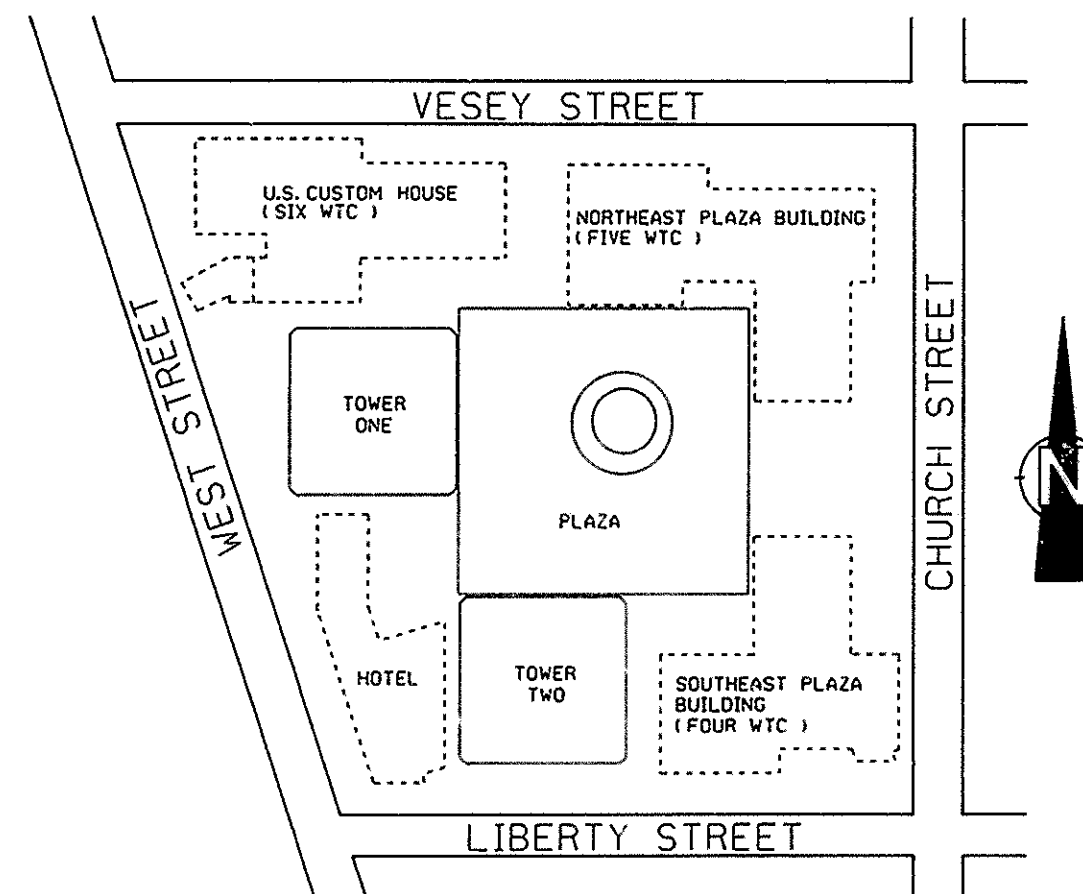 VESEY STREET
U.S. CUSTOM HOUSE
( SIX WTC )
NORTHEAST PLAZA BUILDING
( FIVE WTC )
WEST STREET
TOWER
ONE
CHURCH STREET
N
PLAZA
HOTEL
TOWER
TWO
SOUTHEAST PLAZA
BUILDING
( FOUR WTC )
LIBERTY STREET